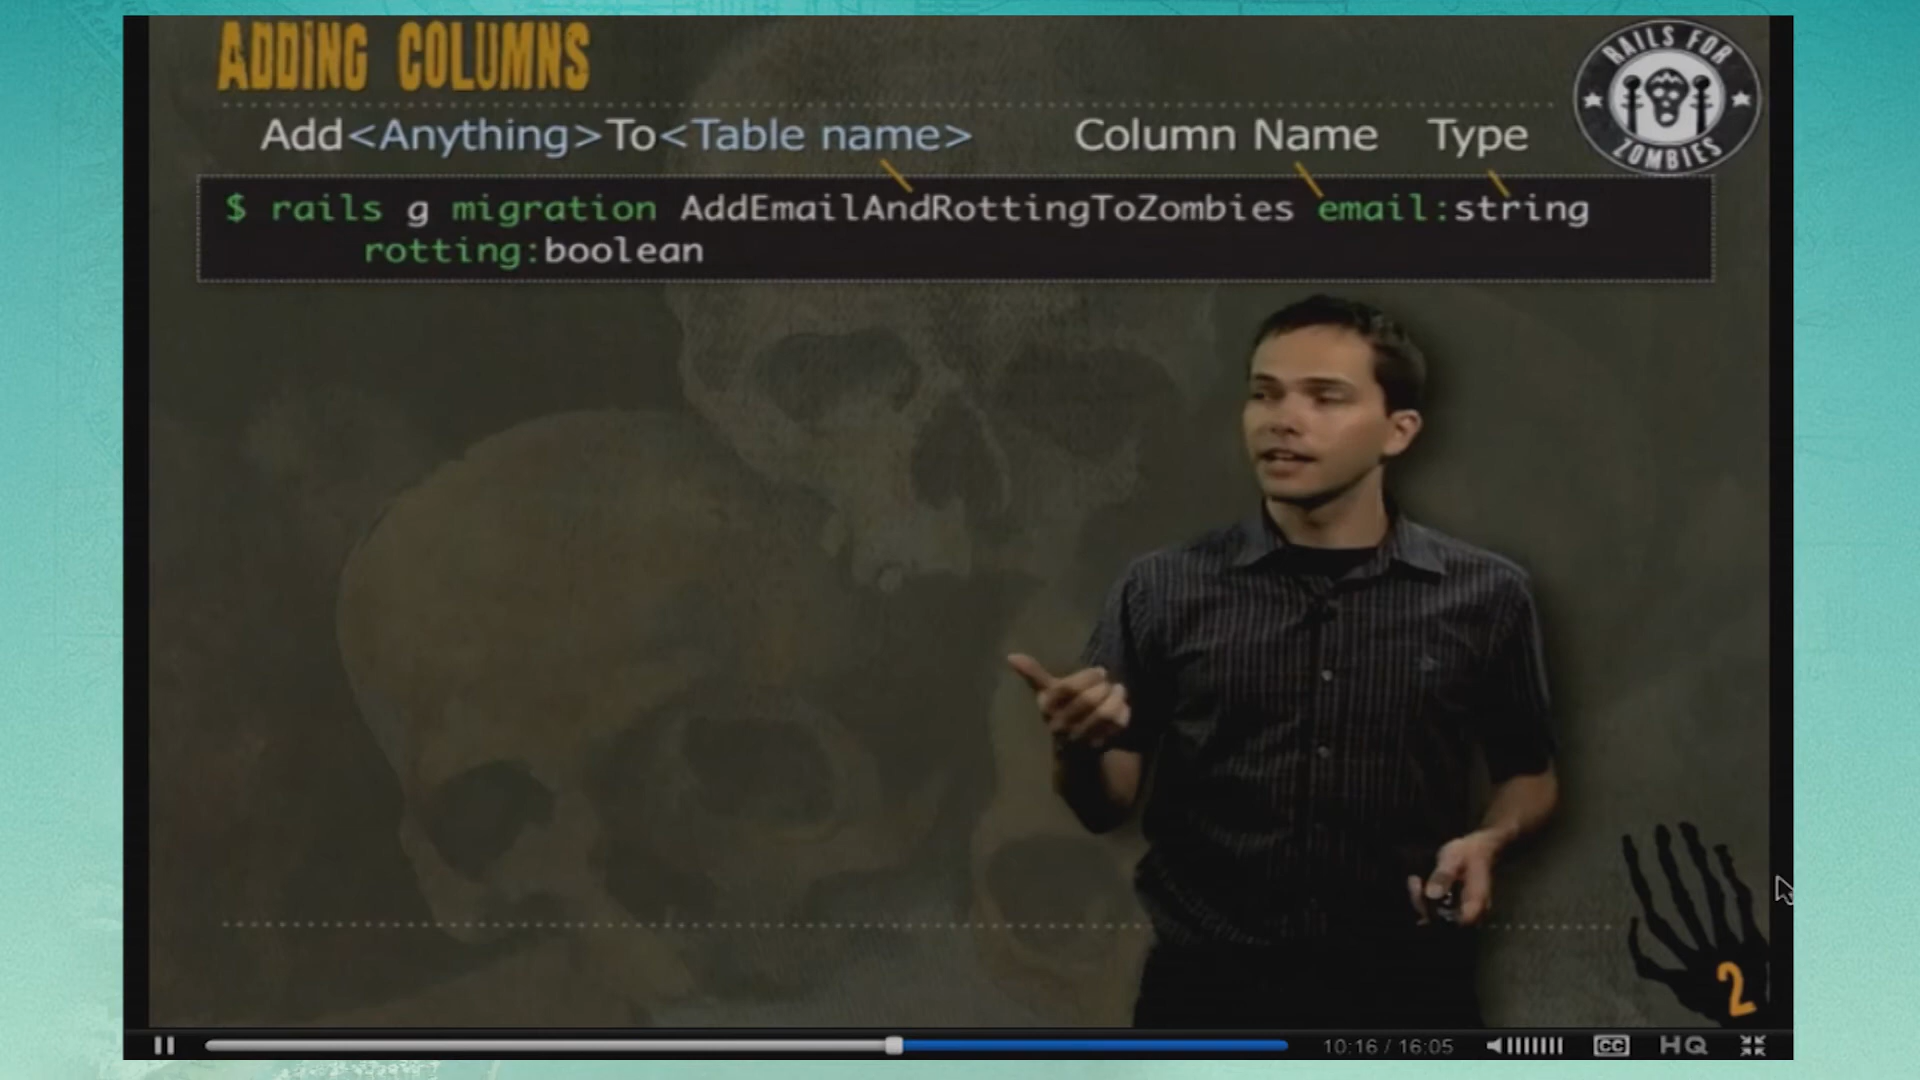 ADDING COLUMNS
RAILS FOR
ZOMBIES
Add<Anything>To<Table name> Column Name Type
$ rails g migration AddEmailAndRottingToZombies email:string
rotting:boolean
2
10:16 / 16:05 CC HQ